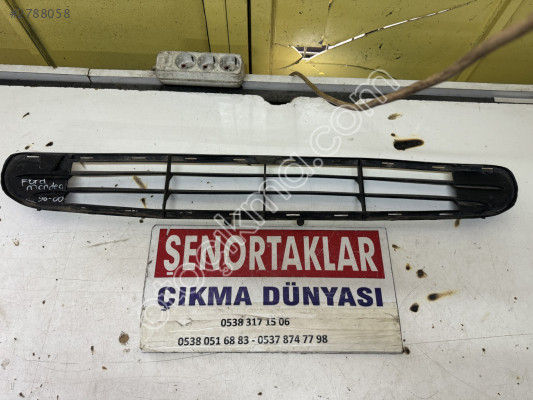 Ford
mondeo
96-00
ŞENORTAKLAR
ÇIKMA DÜNYASI
0538 317 15 06
0538 051 68 83 - 0537 874 77 98